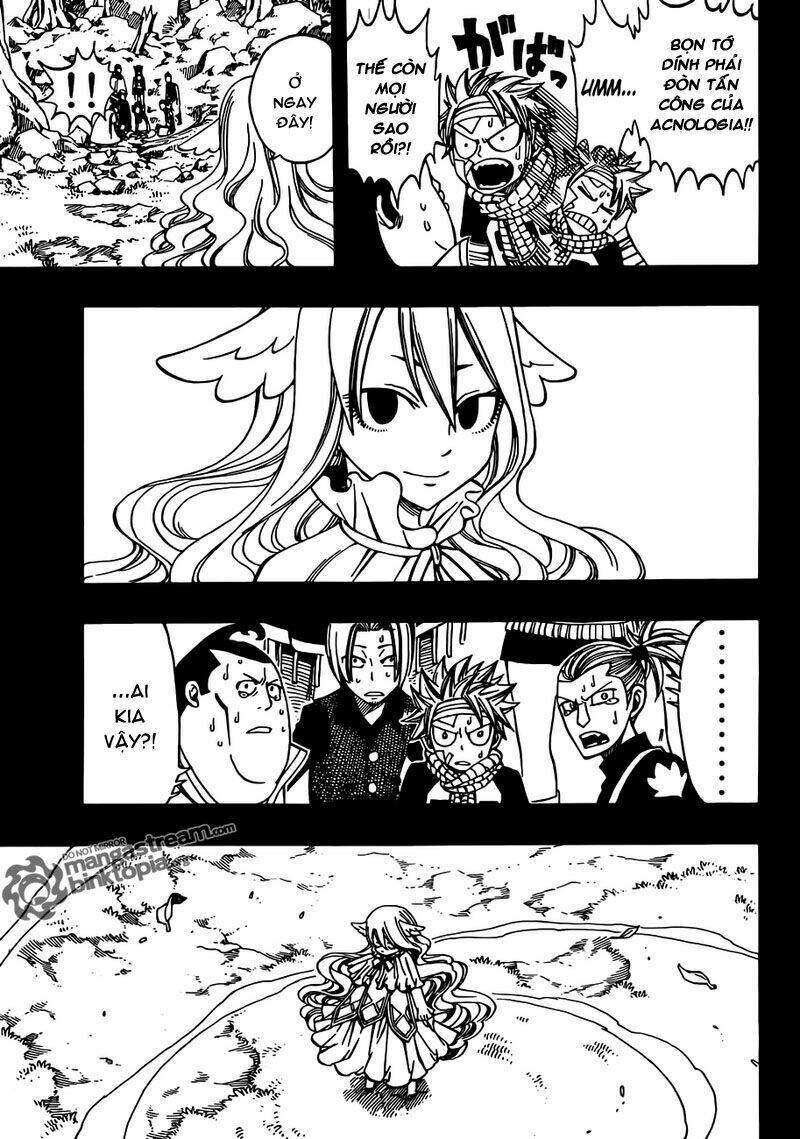 BỌN TỚ
DÍNH PHẢI
ĐÒN TẤN
CÔNG CỦA
ACNOLOGIA!!
UMM...
がばっ
THẾ CÒN
MỌI
NGƯỜI
SAO
RỒI?!
Ở
NGAY
ĐÂY!
!!
........
...AI
KIA
VẬY?!
DO NOT MIRROR
mangastream.com
binktopia